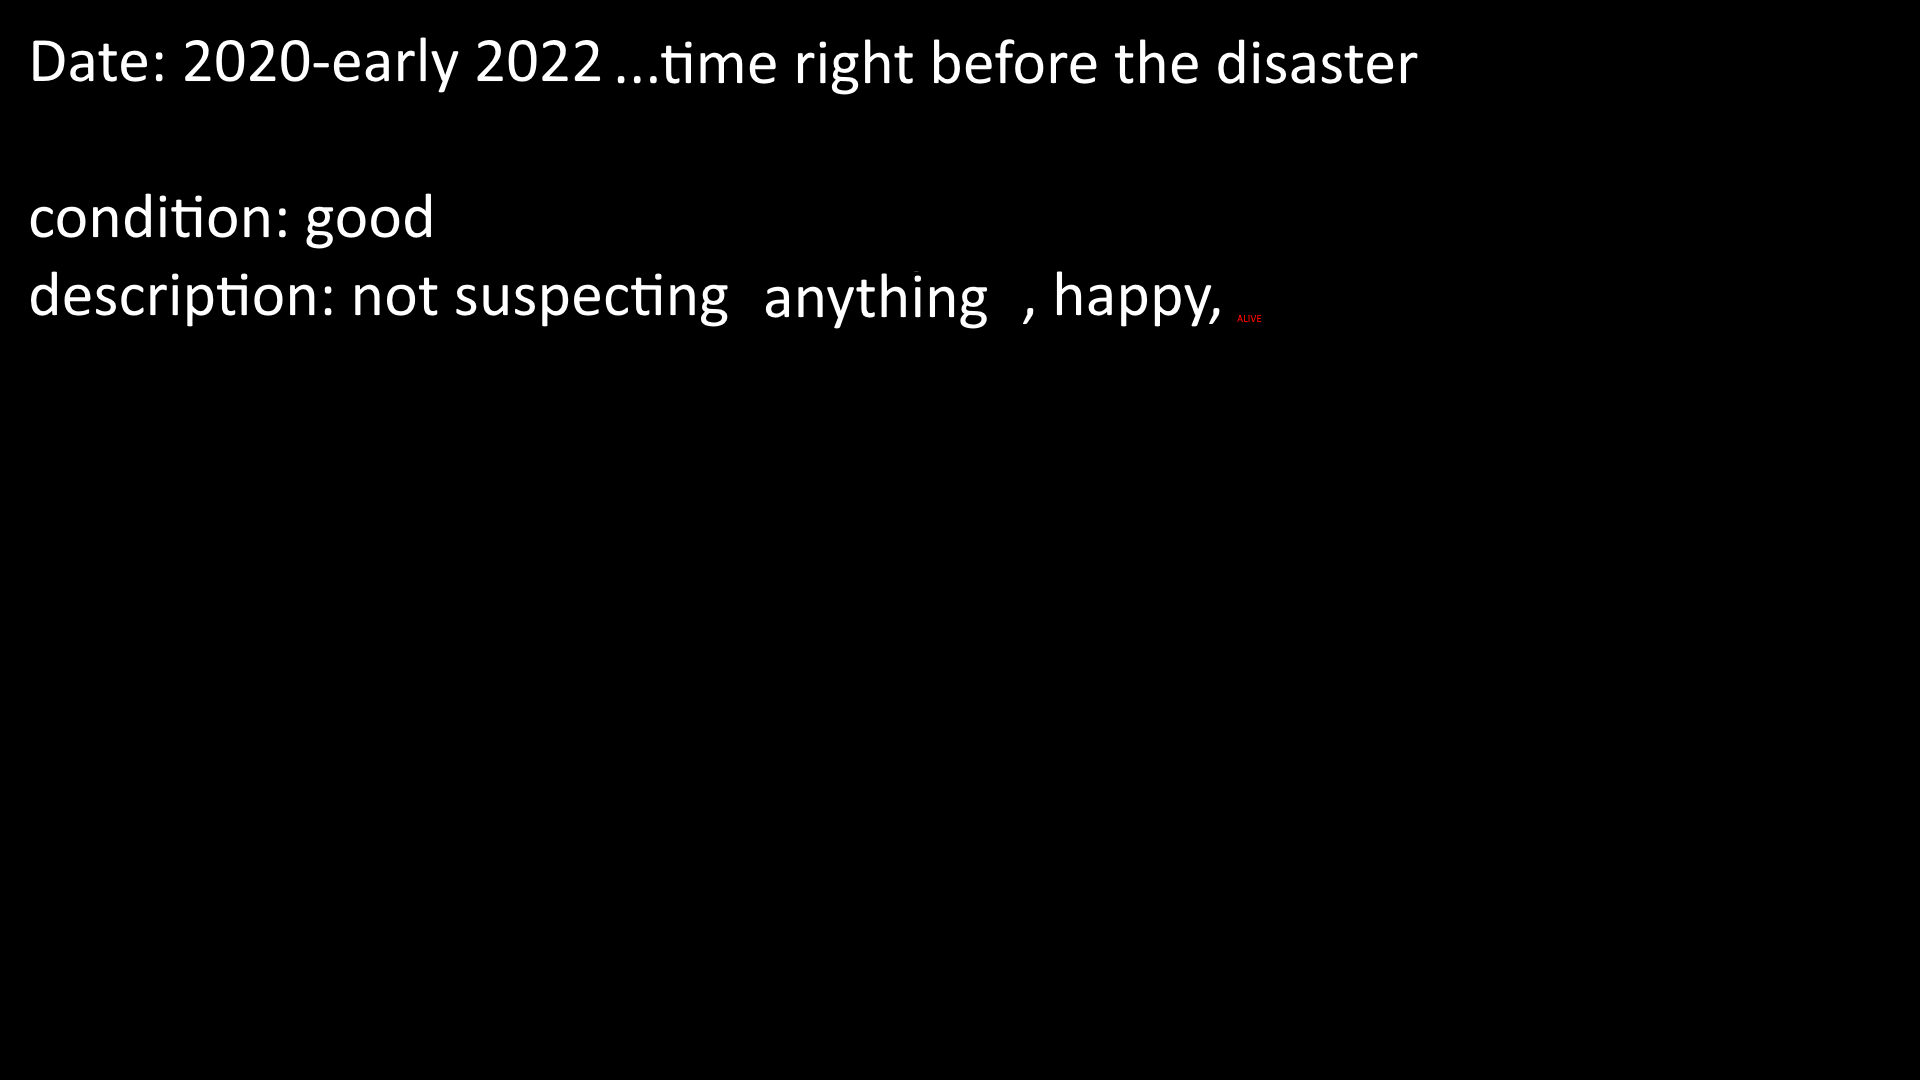 Date: 2020-early 2022 ...time right before the disaster
condition: good
description: not suspecting anything , happy, ALIVE